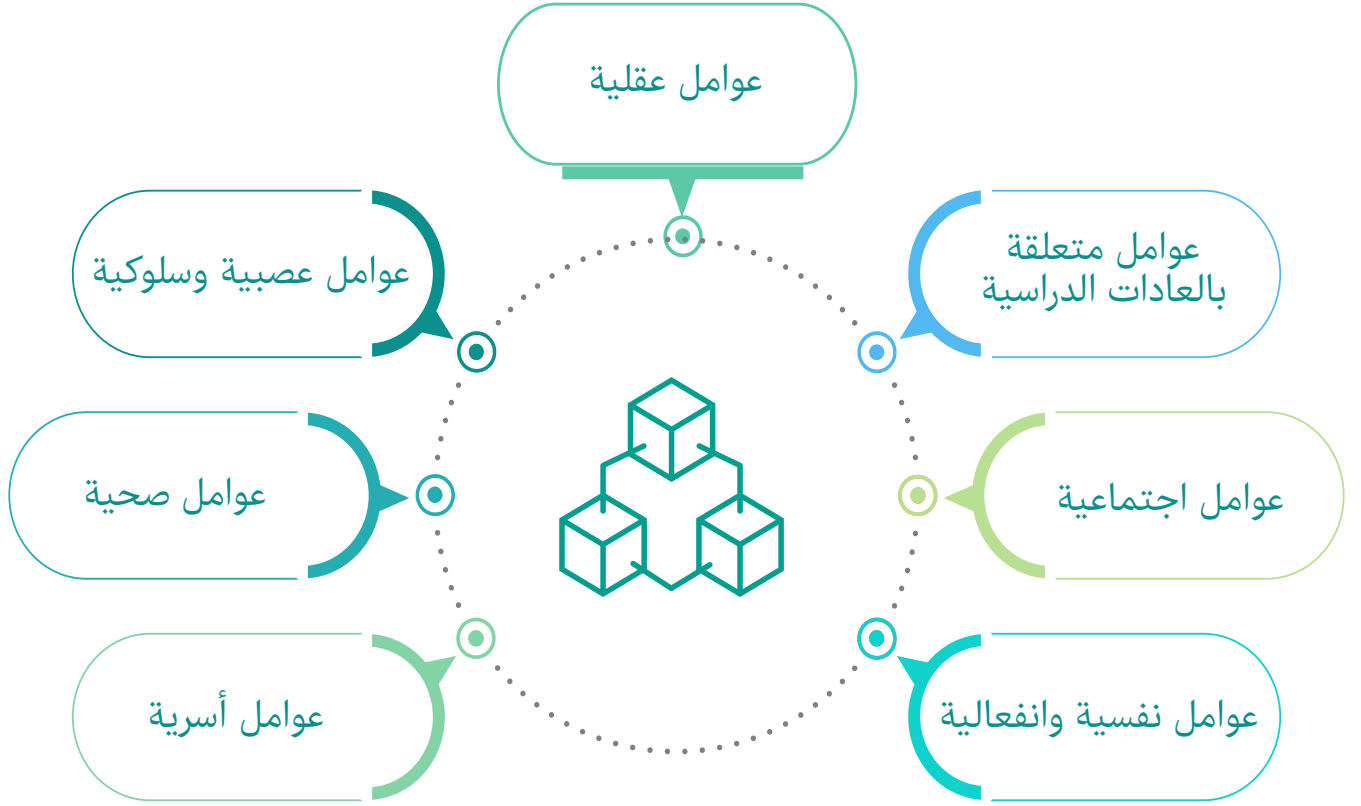 عوامل عقلية
عوامل متعلقة
بالعادات الدراسية
عوامل عصبية وسلوكية
عوامل اجتماعية
عوامل صحية
عوامل نفسية وانفعالية
عوامل أسرية